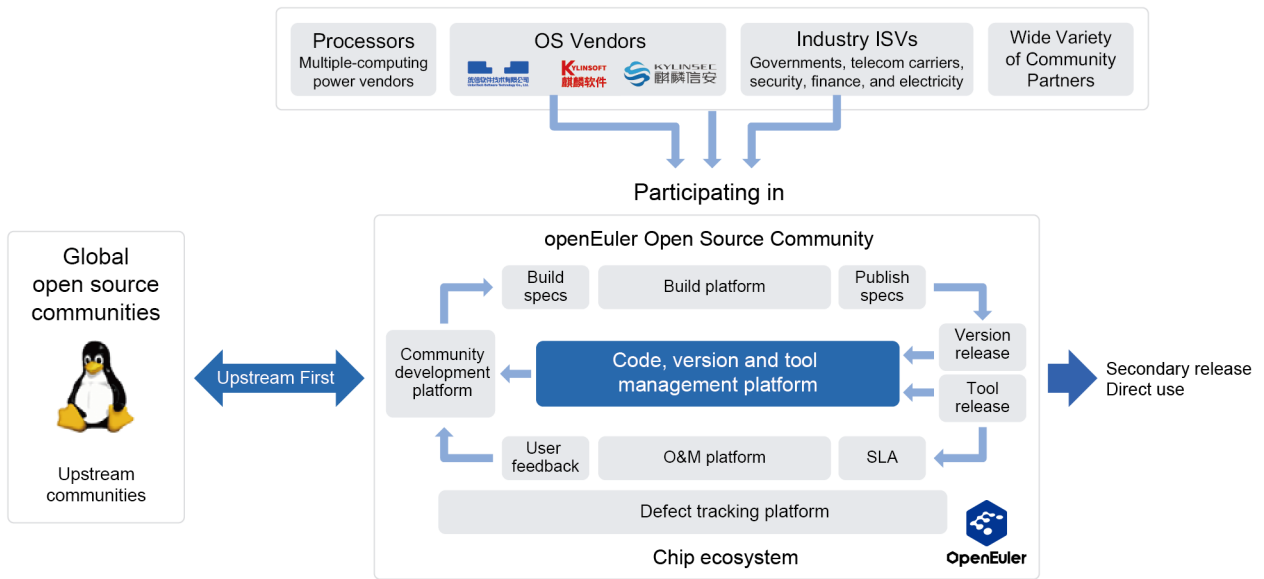 Processors
Multiple-computing
power vendors
OS Vendors
KYLINSOFT
麒麟软件
KYLINSEC
麒麟信安
Industry ISVs
Governments, telecom carriers,
security, finance, and electricity
Wide Variety
of Community
Partners
Participating in
Global
open source
communities
Upstream
communities
Upstream First
openEuler Open Source Community
Build
specs
Build platform
Publish
specs
Community
development
platform
Code, version and tool
management platform
Version
release
Tool
release
User
feedback
O&M platform
SLA
Defect tracking platform
Chip ecosystem
OpenEuler
Secondary release
Direct use